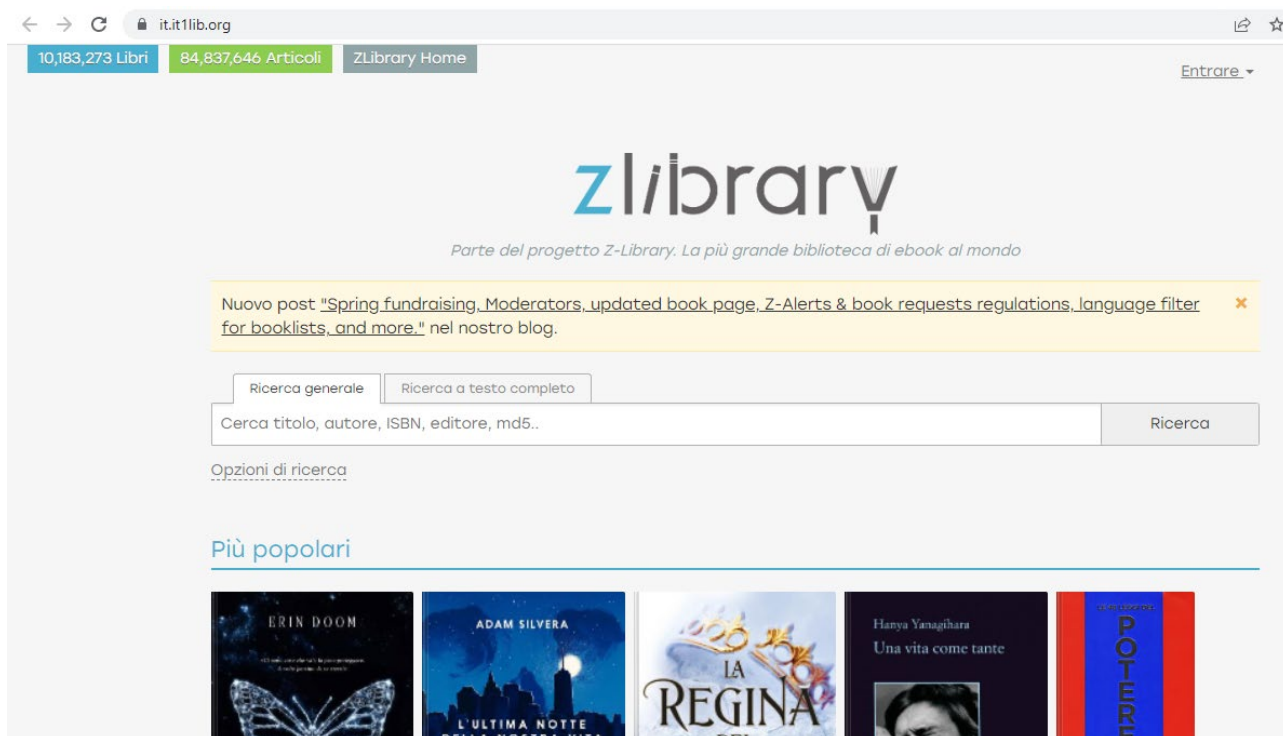 it.it1lib.org
10,183,273 Libri
84,837,646 Articoli
ZLibrary Home
Entrare
zlibrary
Parte del progetto Z-Library. La più grande biblioteca di ebook al mondo
Nuovo post "Spring fundraising, Moderators, updated book page, Z-Alerts & book requests regulations, language filter
for booklists, and more." nel nostro blog.
Ricerca generale
Ricerca a testo completo
Cerca titolo, autore, ISBN, editore, md5..
Ricerca
Opzioni di ricerca
Più popolari
ERIN DOOM
ADAM SILVERA
L'ULTIMA NOTTE
DELLA NOSTRA VITA
LA
REGINA
Hanya Yanagihara
Una vita come tante
POTERE